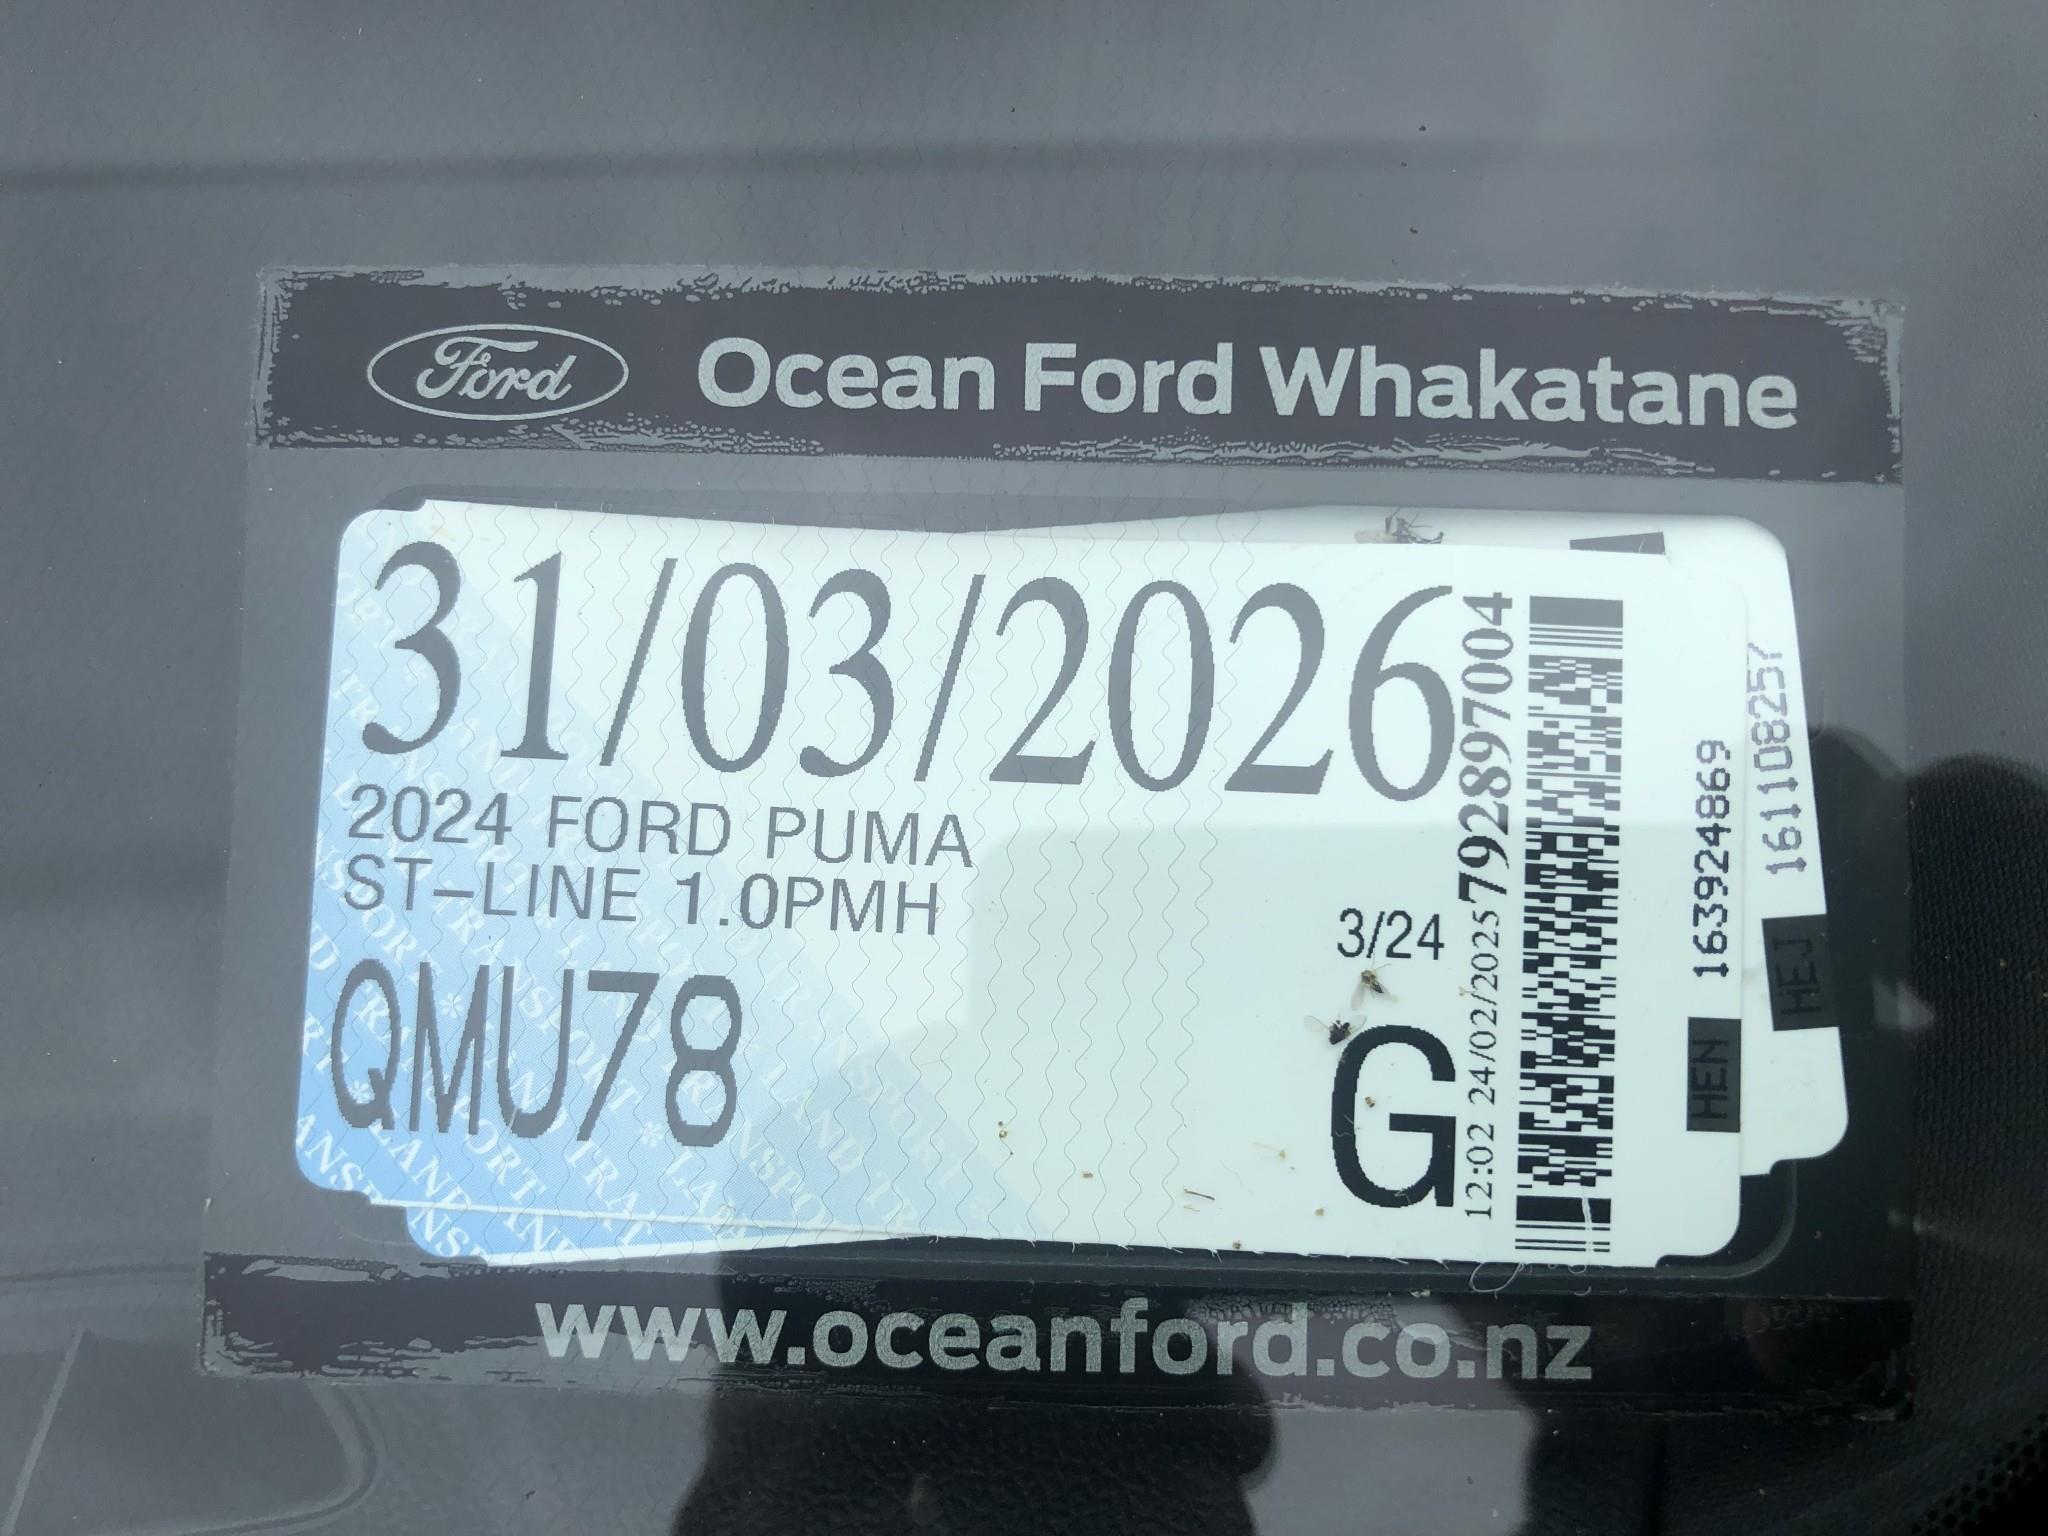 Ford Ocean Ford Whakatane
31/03/2026
2024 FORD PUMA
ST-LINE 1.0PMH
QMU78
3/24
G
12:02 24/02/2025 792897004
HEN 163924869
HEJ 161108257
www.oceanford.co.nz